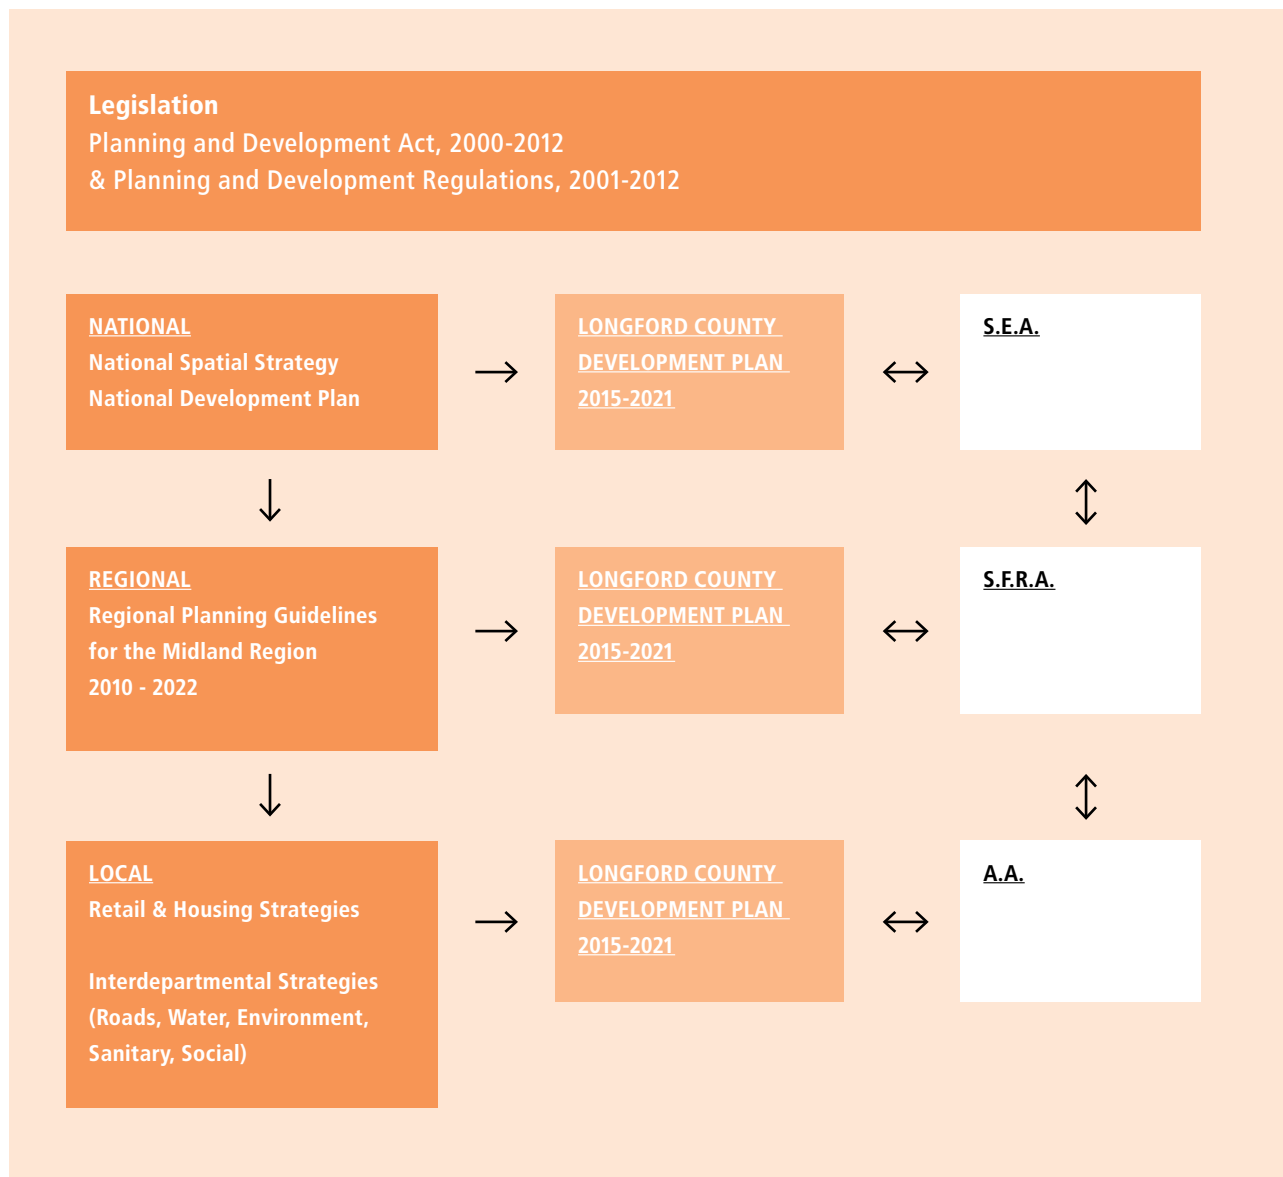 Legislation
Planning and Development Act, 2000-2012
& Planning and Development Regulations, 2001-2012
NATIONAL
National Spatial Strategy
National Development Plan
LONGFORD COUNTY
DEVELOPMENT PLAN
2015-2021
S.E.A.
REGIONAL
Regional Planning Guidelines
for the Midland Region
2010 - 2022
LONGFORD COUNTY
DEVELOPMENT PLAN
2015-2021
S.F.R.A.
LOCAL
Retail & Housing Strategies
Interdepartmental Strategies
(Roads, Water, Environment,
Sanitary, Social)
LONGFORD COUNTY
DEVELOPMENT PLAN
2015-2021
A.A.